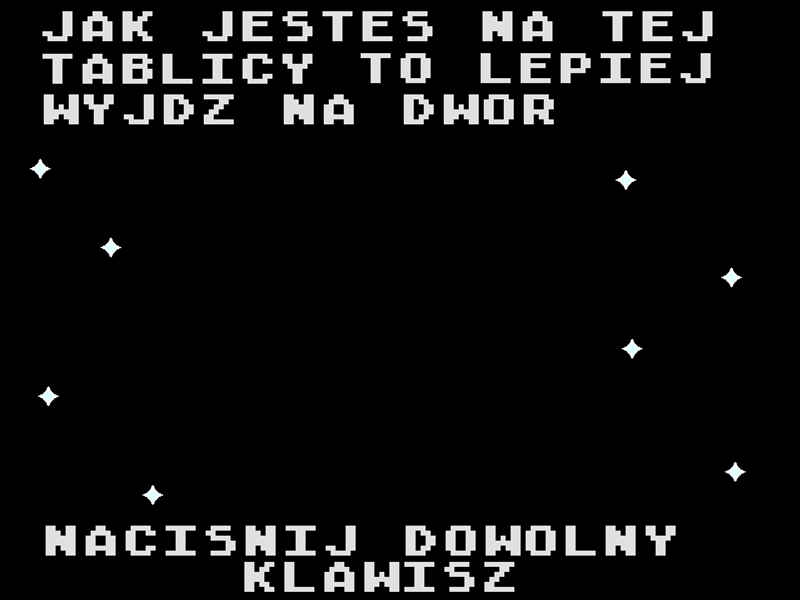 JAK JESTES NA TEJ
TABLICY TO LEPIEJ
WYJDZ NA DWOR
NACISNIJ DOWOLNY
KLAWISZ